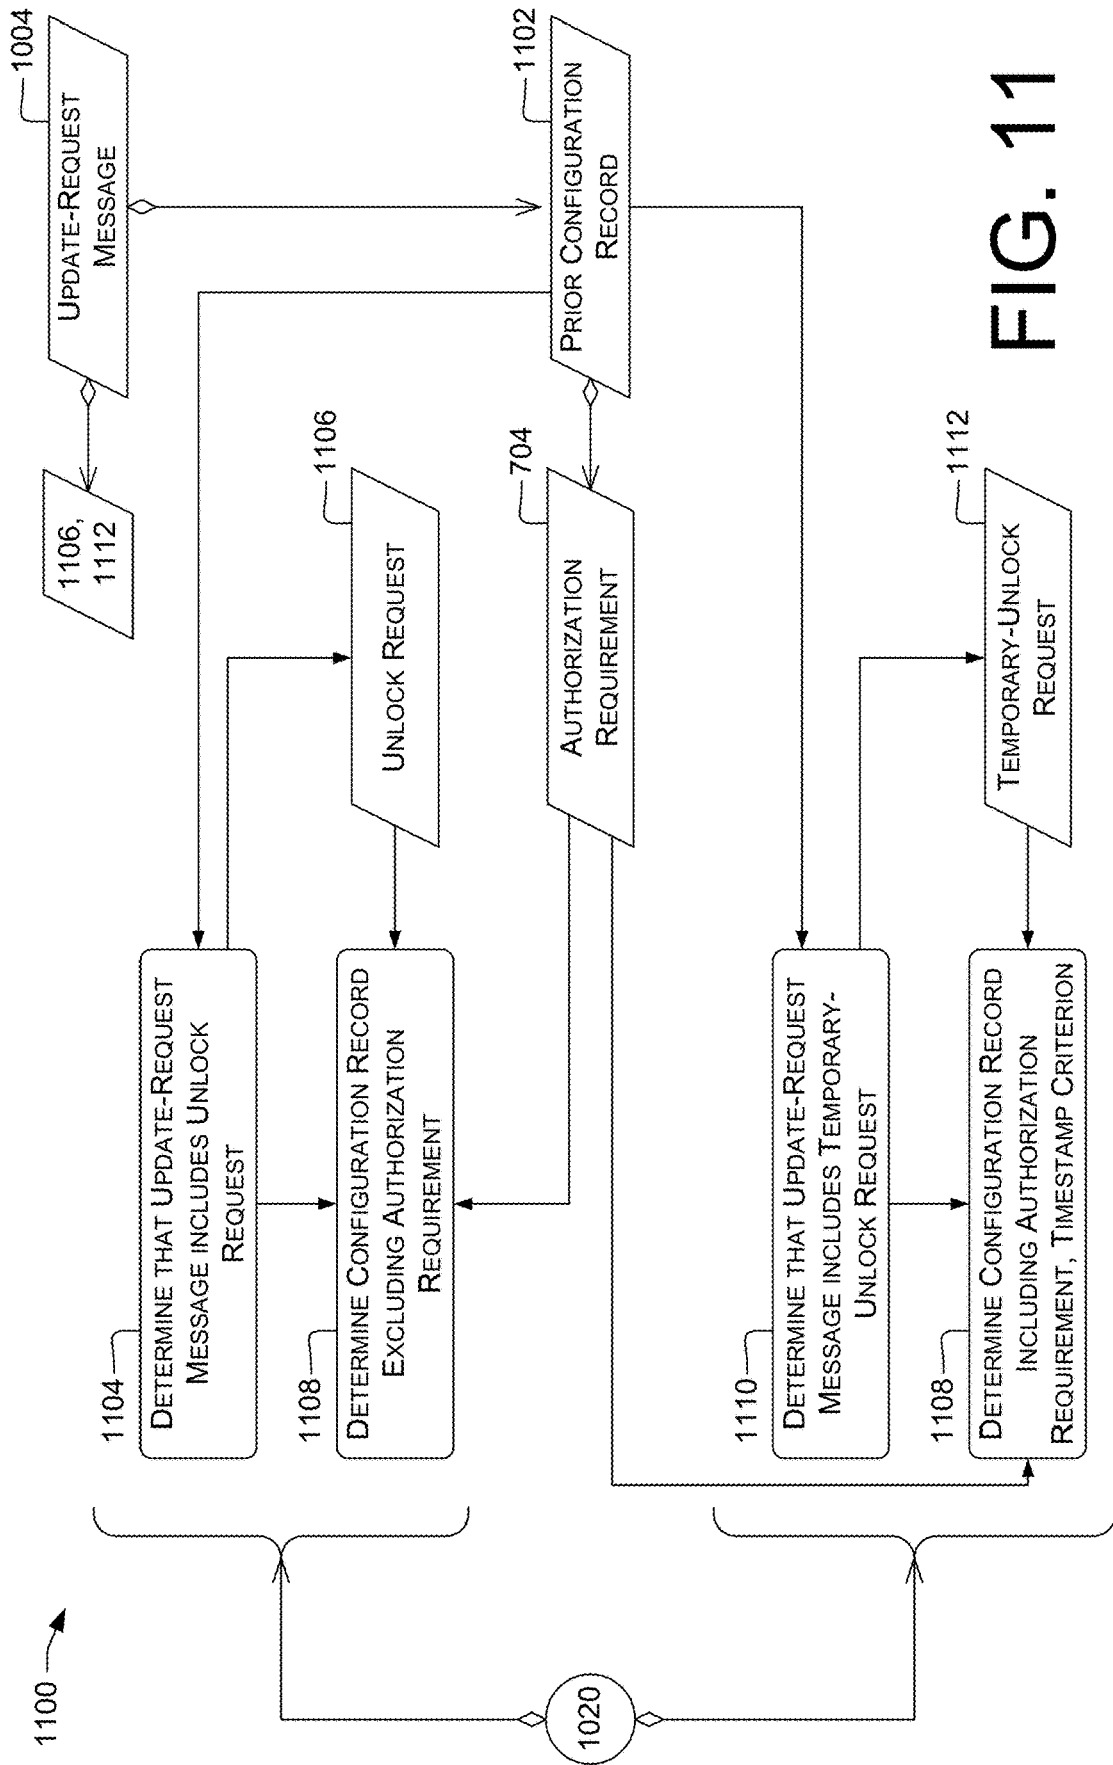 1100
1104
DETERMINE THAT UPDATE-REQUEST
MESSAGE INCLUDES UNLOCK
REQUEST
1108
DETERMINE CONFIGURATION RECORD
EXCLUDING AUTHORIZATION
REQUIREMENT
1106
UNLOCK REQUEST
1106,
1112
1004
UPDATE-REQUEST
MESSAGE
1020
704
AUTHORIZATION
REQUIREMENT
1102
PRIOR CONFIGURATION
RECORD
1110
DETERMINE THAT UPDATE-REQUEST
MESSAGE INCLUDES TEMPORARY-
UNLOCK REQUEST
1108
DETERMINE CONFIGURATION RECORD
INCLUDING AUTHORIZATION
REQUIREMENT, TIMESTAMP CRITERION
1112
TEMPORARY-UNLOCK
REQUEST
FIG. 11